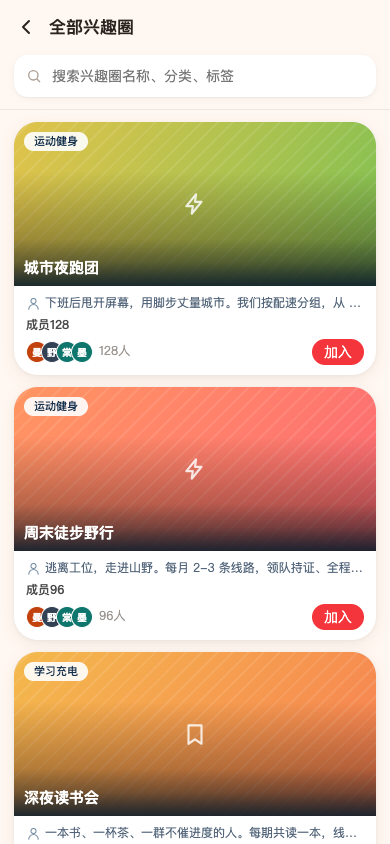 全部兴趣圈
搜索兴趣圈名称、分类、标签
运动健身
城市夜跑团
下班后甩开屏幕，用脚步丈量城市。我们按配速分组，从 ...
成员128
野
128人
加入
运动健身
周末徒步野行
逃离工位，走进山野。每月 2-3 条线路，领队持证、全程...
成员96
野
96人
加入
学习充电
深夜读书会
一本书、一杯茶、一群不催进度的人。每期共读一本，线...